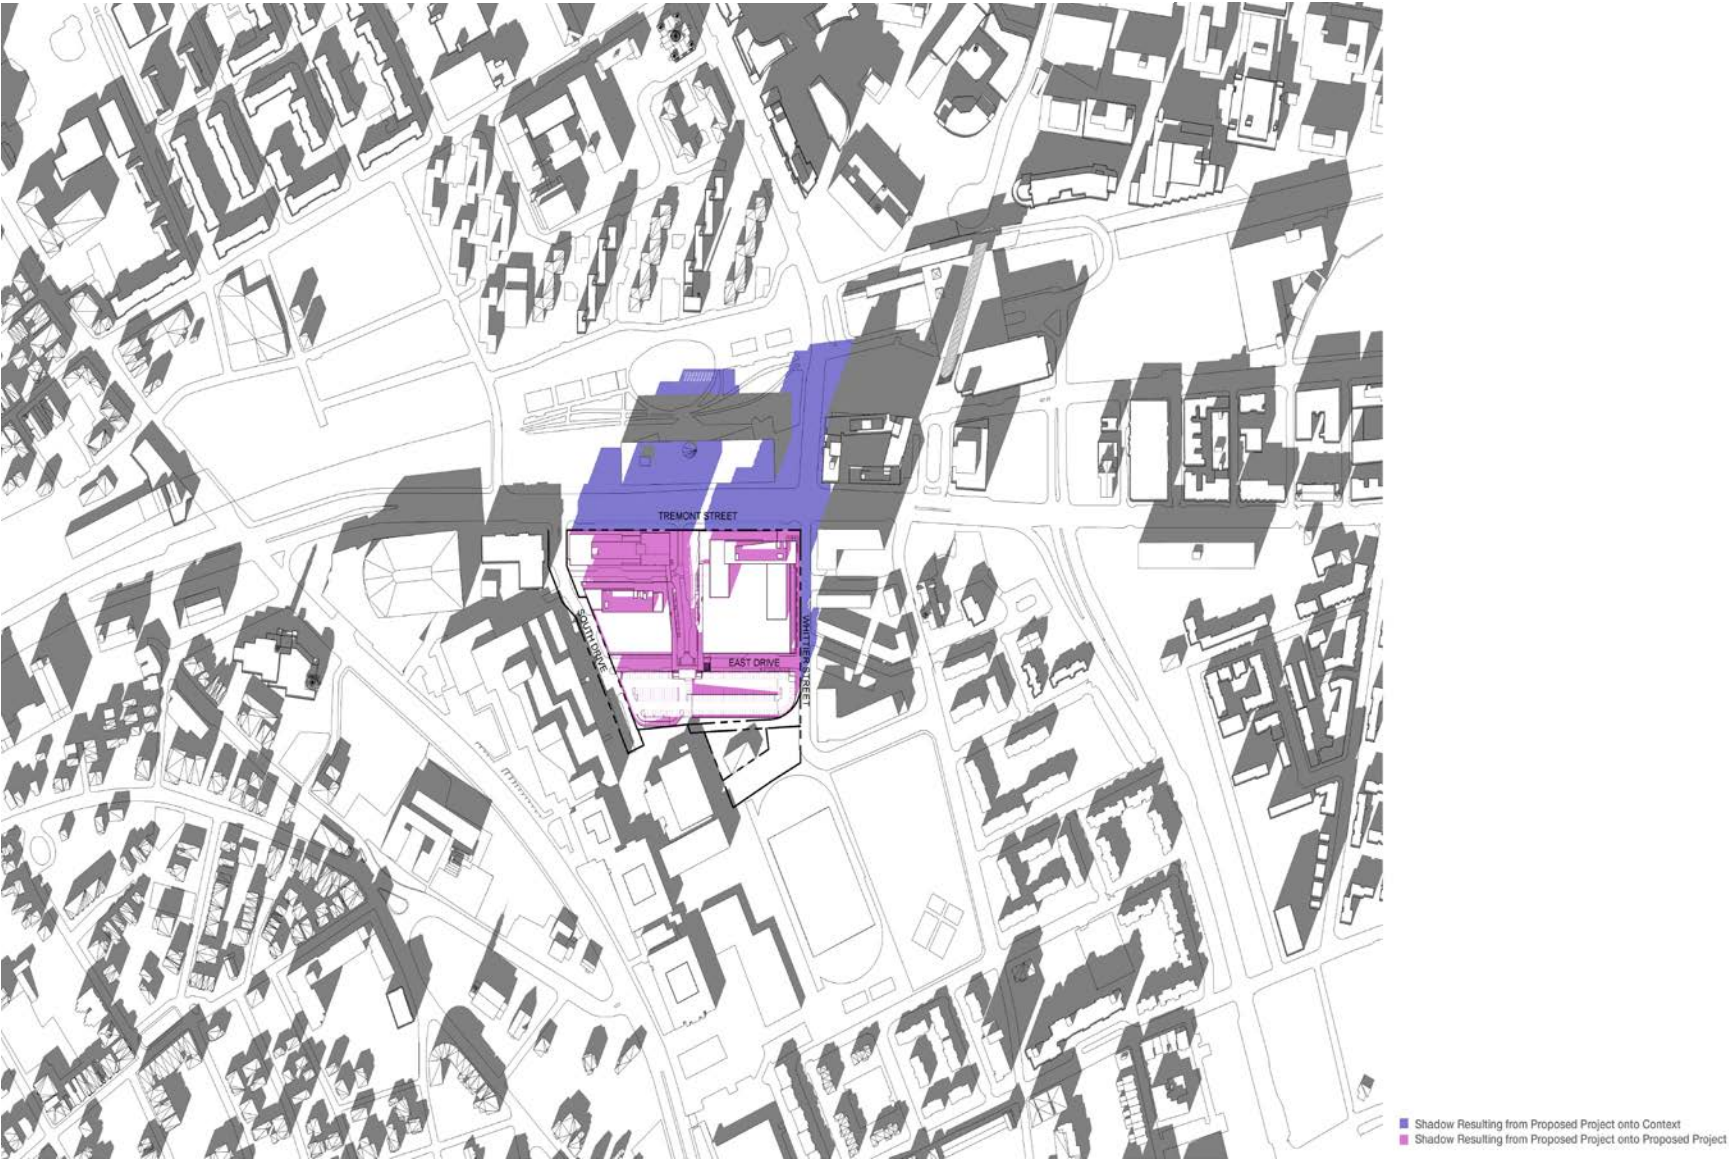 TREMONT STREET
SOUTH DRIVE
WHITTIER STREET
EAST DRIVE
Shadow Resulting from Proposed Project onto Context
Shadow Resulting from Proposed Project onto Proposed Project